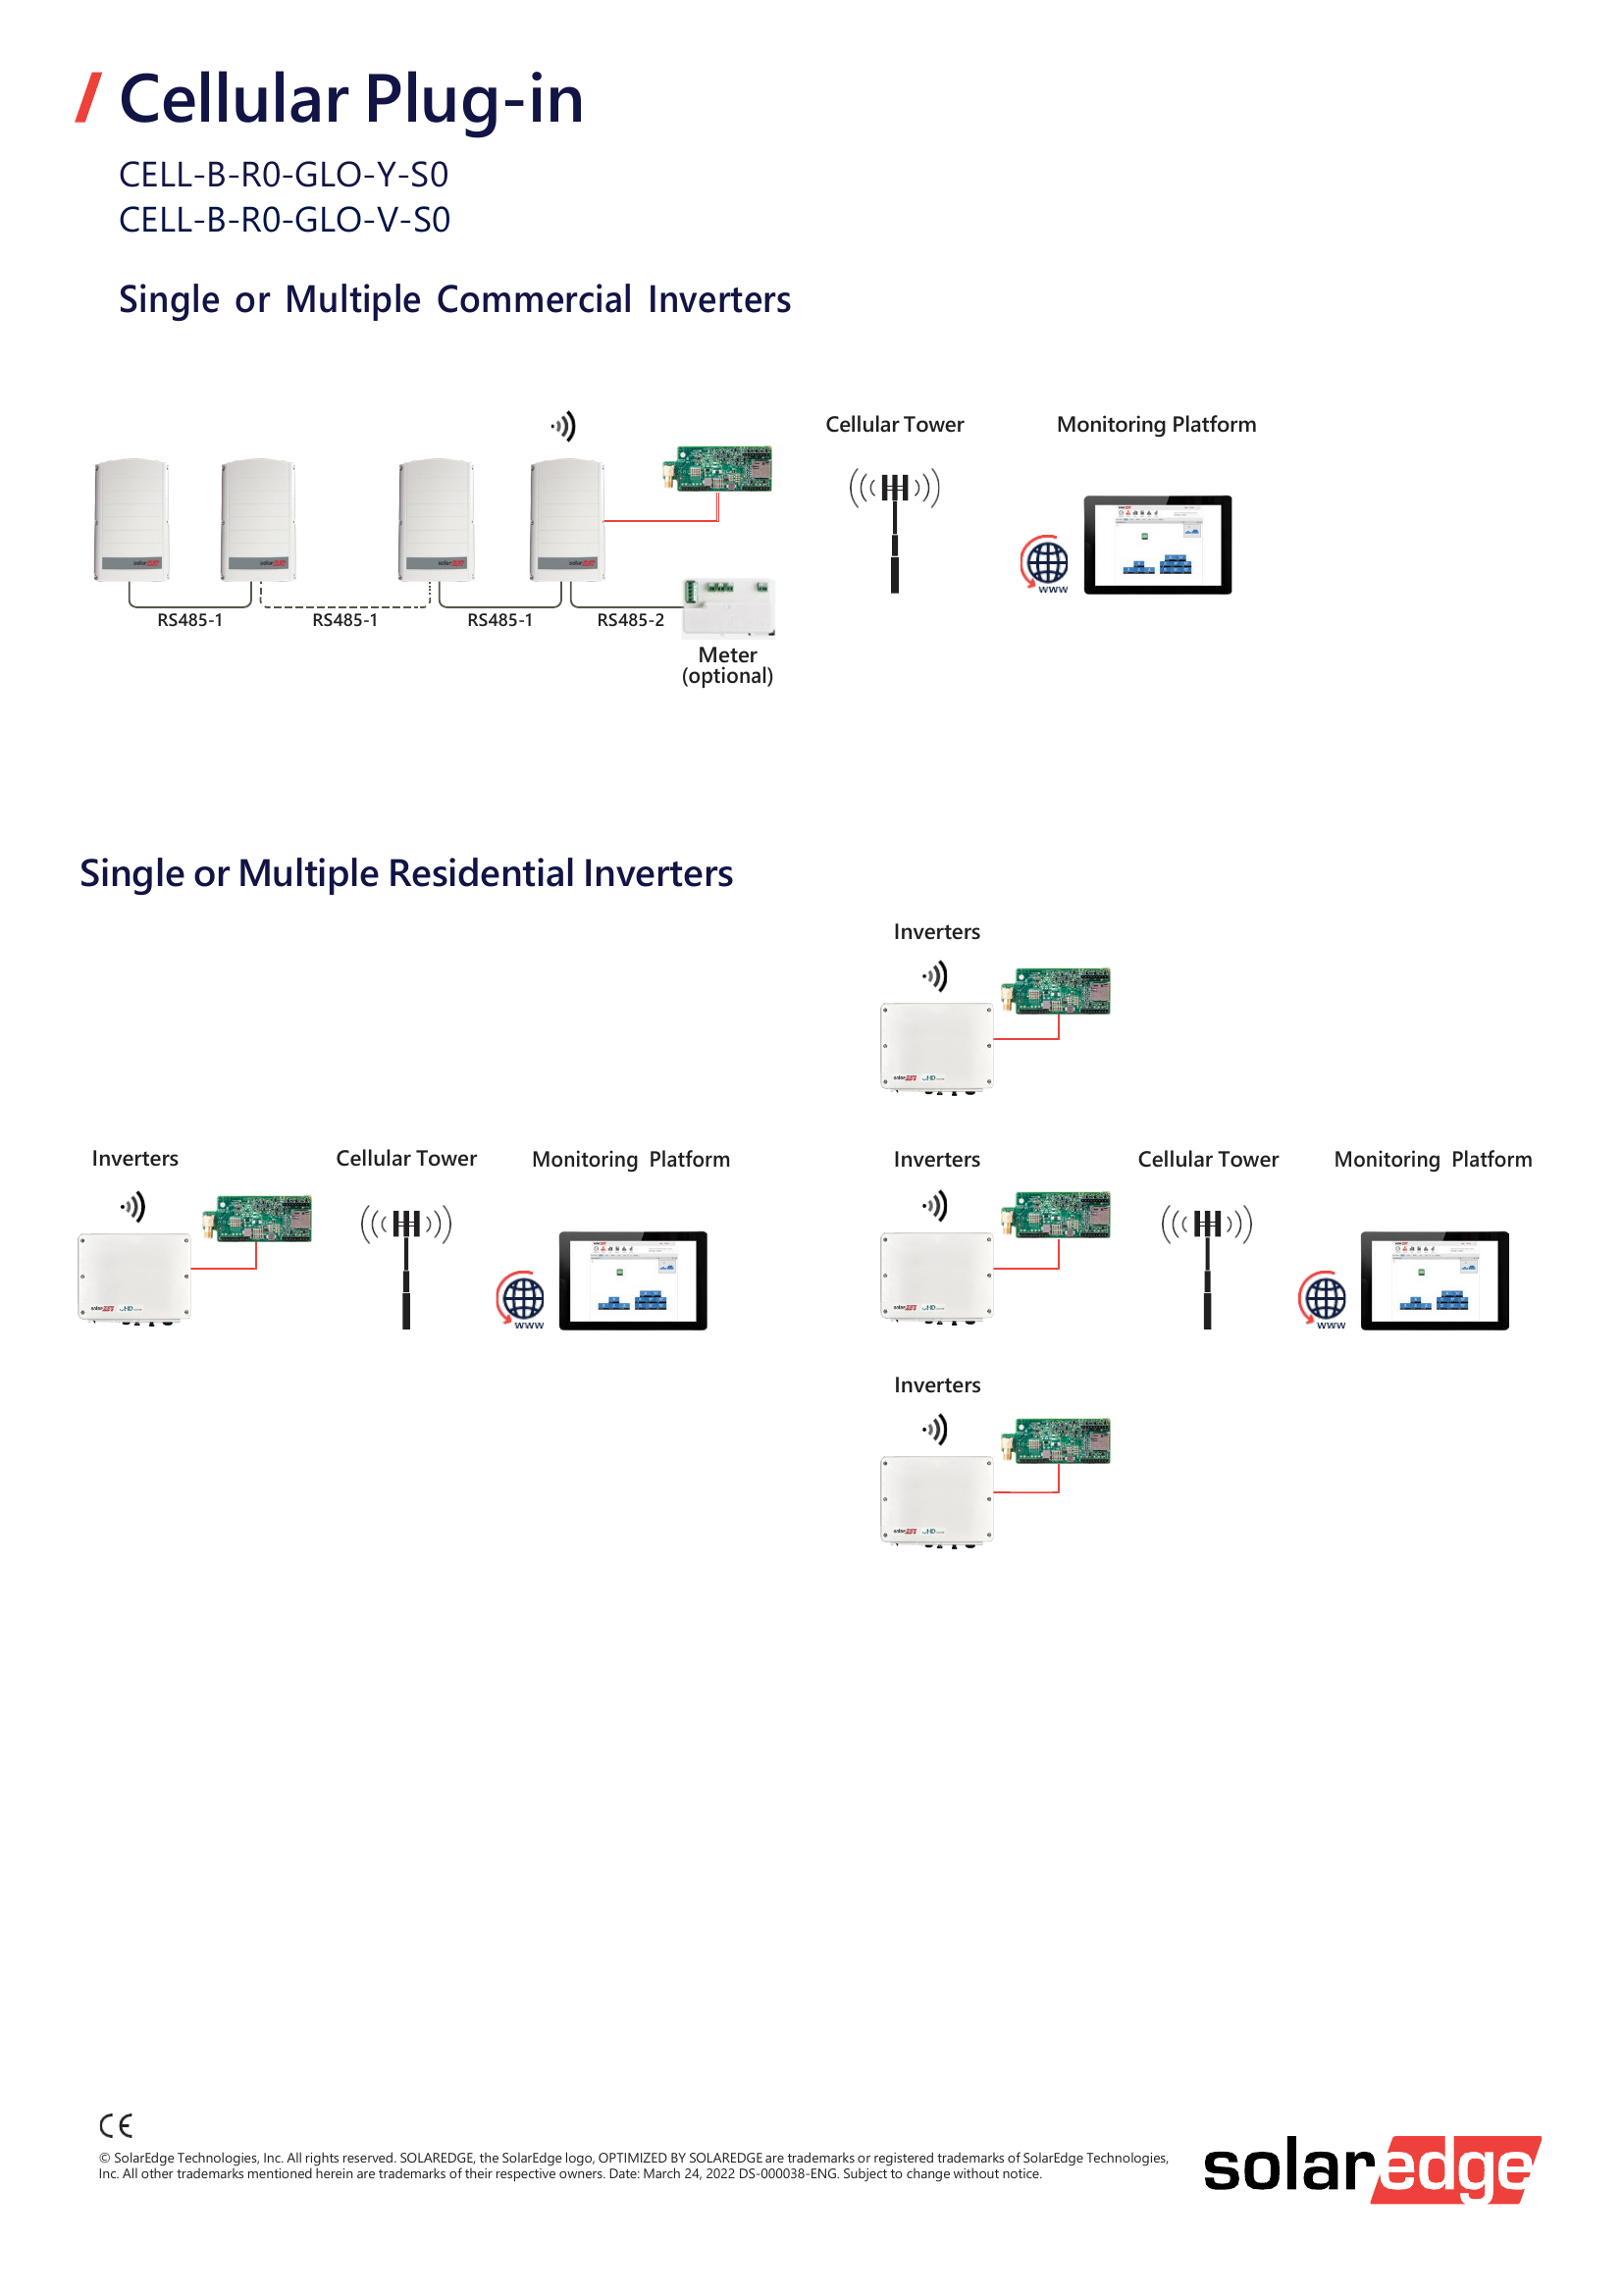 Cellular Plug-in
CELL-B-R0-GLO-Y-S0
CELL-B-R0-GLO-V-S0
Single or Multiple Commercial Inverters
Cellular Tower
Monitoring Platform
solaredge
solaredge
solaredge
solaredge
www
RS485-1
RS485-1
RS485-1
RS485-2
Meter
(optional)
Single or Multiple Residential Inverters
Inverters
Inverters
Cellular Tower
Monitoring Platform
www
Inverters
Cellular Tower
Monitoring Platform
www
Inverters
CE
© SolarEdge Technologies, Inc. All rights reserved. SOLAREDGE, the SolarEdge logo, OPTIMIZED BY SOLAREDGE are trademarks or registered trademarks of SolarEdge Technologies,
Inc. All other trademarks mentioned herein are trademarks of their respective owners. Date: March 24, 2022 DS-000038-ENG. Subject to change without notice.
solaredge